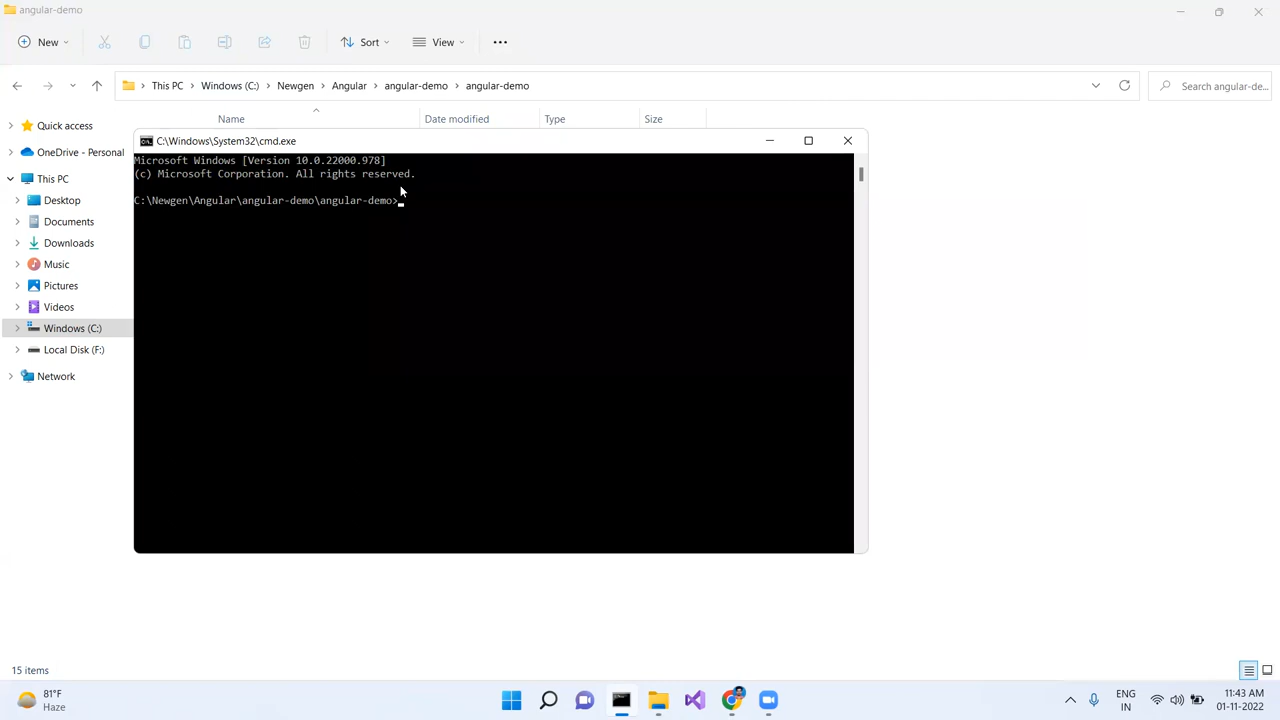 angular-demo
New
Sort
View
This PC > Windows (C:) > Newgen > Angular > angular-demo > angular-demo
Search angular-de...
Name
Date modified
Type
Size
Quick access
OneDrive - Personal
This PC
Desktop
Documents
Downloads
Music
Pictures
Videos
Windows (C:)
Local Disk (F:)
Network
C:\Windows\System32\cmd.exe
Microsoft Windows [Version 10.0.22000.978]
(c) Microsoft Corporation. All rights reserved.
C:\Newgen\Angular\angular-demo\angular-demo>
15 items
81°F
Haze
ENG
IN
11:43 AM
01-11-2022